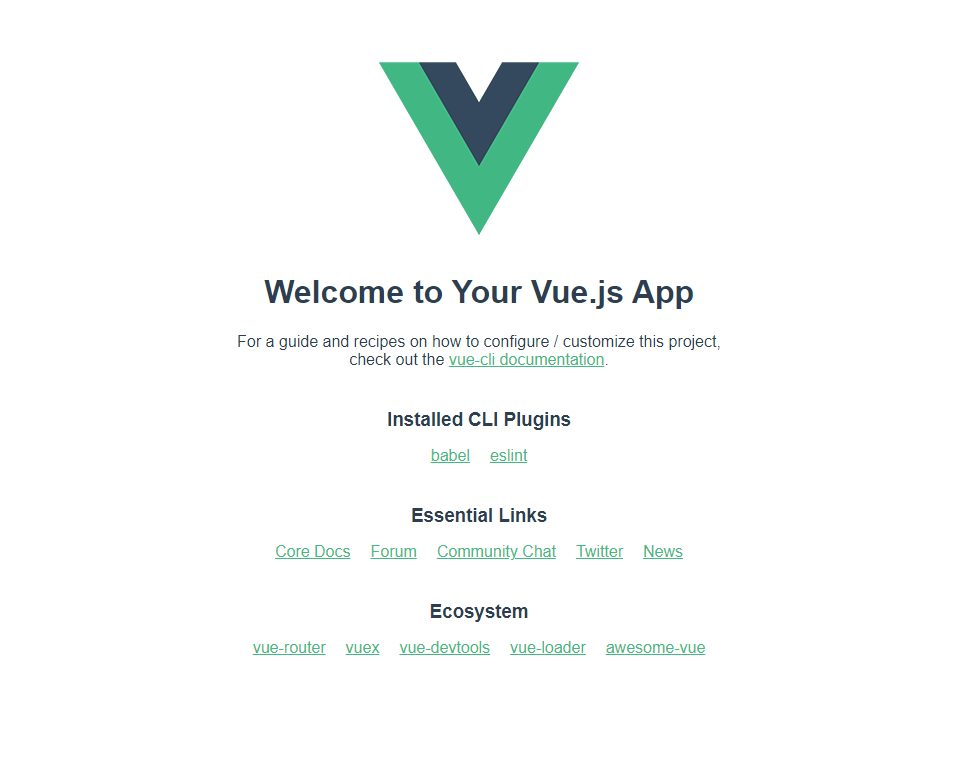 Welcome to Your Vue.js App
For a guide and recipes on how to configure / customize this project,
check out the vue-cli documentation.
Installed CLI Plugins
babel eslint
Essential Links
Core Docs Forum Community Chat Twitter News
Ecosystem
vue-router vuex vue-devtools vue-loader awesome-vue